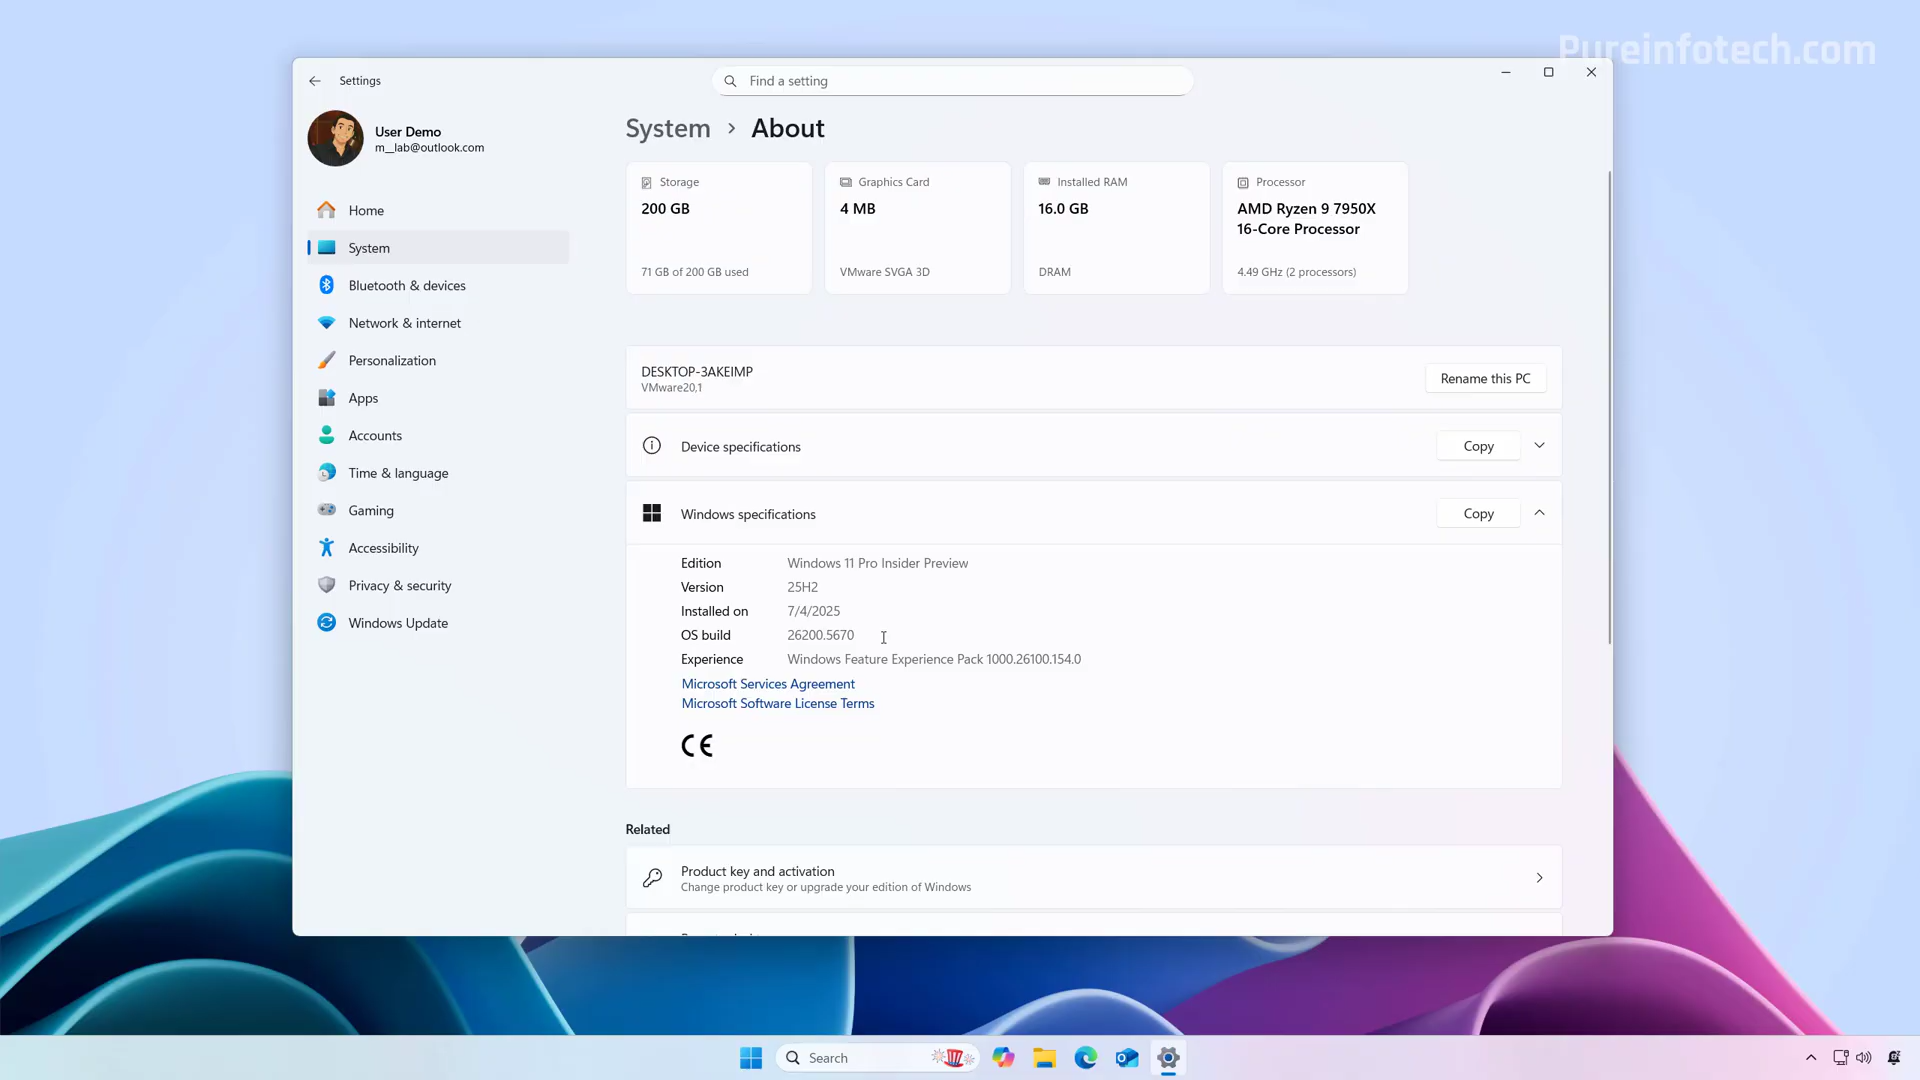 Pureinfotech.com
Settings
Find a setting
User Demo
m__lab@outlook.com
Home
System
Bluetooth & devices
Network & internet
Personalization
Apps
Accounts
Time & language
Gaming
Accessibility
Privacy & security
Windows Update
System > About
Storage
200 GB
71 GB of 200 GB used
Graphics Card
4 MB
VMware SVGA 3D
Installed RAM
16.0 GB
DRAM
Processor
AMD Ryzen 9 7950X
16-Core Processor
4.49 GHz (2 processors)
DESKTOP-3AKEIMP
VMware20,1
Rename this PC
Device specifications
Copy
Windows specifications
Copy
Edition Windows 11 Pro Insider Preview
Version 25H2
Installed on 7/4/2025
OS build 26200.5670
Experience Windows Feature Experience Pack 1000.26100.154.0
Microsoft Services Agreement
Microsoft Software License Terms
CE
Related
Product key and activation
Change product key or upgrade your edition of Windows
Search